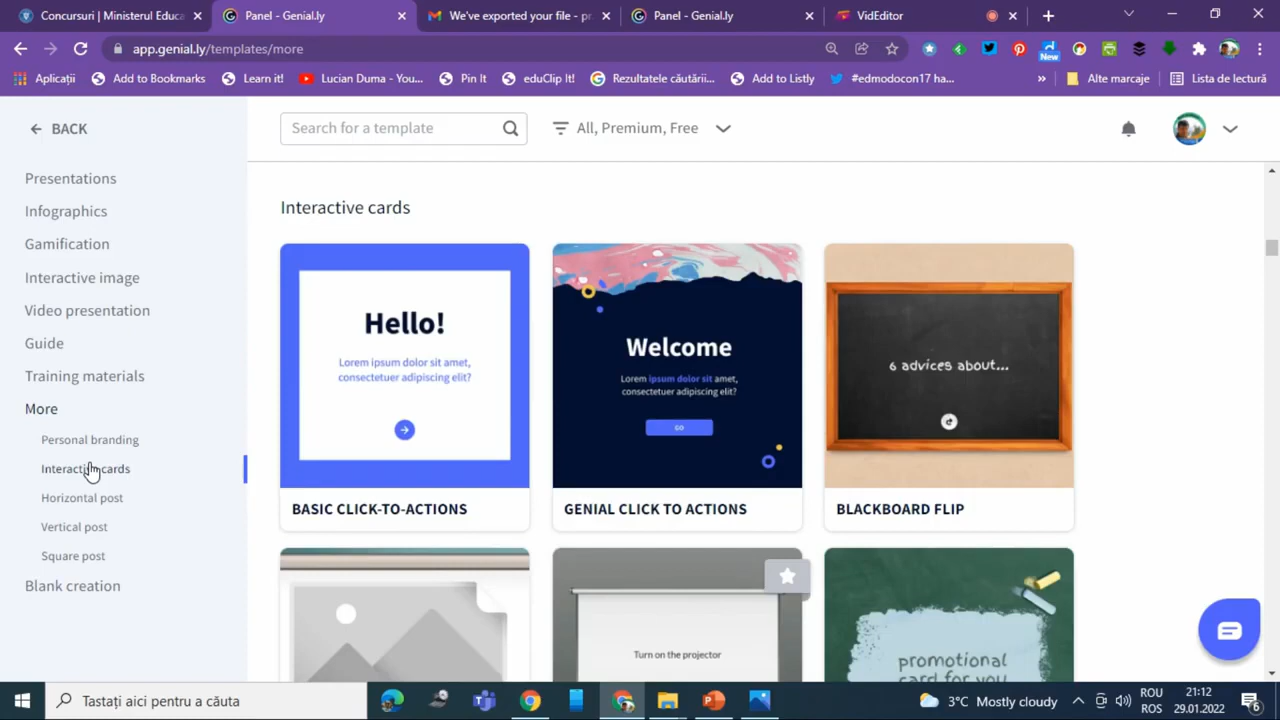 Concursuri | Ministerul Educa
Panel - Genial.ly
We've exported your file - pr
Panel - Genial.ly
VidEditor
app.genial.ly/templates/more
New
Aplicații
Add to Bookmarks
Learn it!
Lucian Duma - You...
Pin It
eduClip It!
Rezultatele căutării...
Add to Listly
#edmodocon17 ha...
»
Alte marcaje
Lista de lectură
BACK
Search for a template
All, Premium, Free
Presentations
Infographics
Gamification
Interactive image
Video presentation
Guide
Training materials
More
Personal branding
Interactive cards
Horizontal post
Vertical post
Square post
Blank creation
Interactive cards
Hello!
Lorem ipsum dolor sit amet,
consectetuer adipiscing elit?
BASIC CLICK-TO-ACTIONS
Welcome
Lorem ipsum dolor sit amet,
consectetuer adipiscing elit?
GO
GENIAL CLICK TO ACTIONS
6 advices about...
BLACKBOARD FLIP
Turn on the projector
promotional
card for you
Tastați aici pentru a căuta
3°C Mostly cloudy
ROU
ROS
21:12
29.01.2022
6